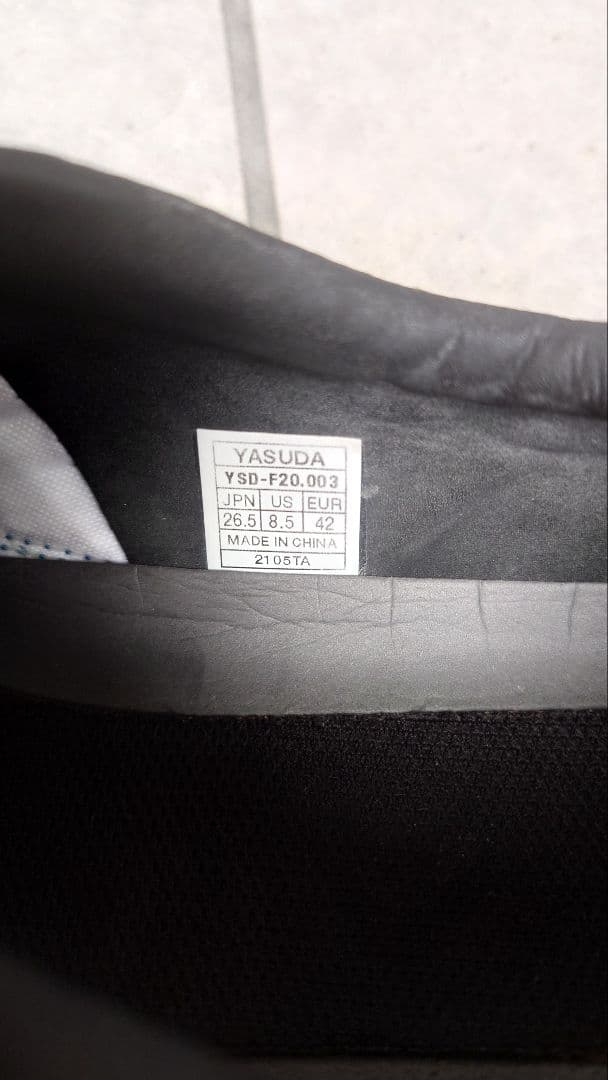 YASUDA
YSD-F20.003
JPN US EUR
26.5 8.5 42
MADE IN CHINA
2105TA